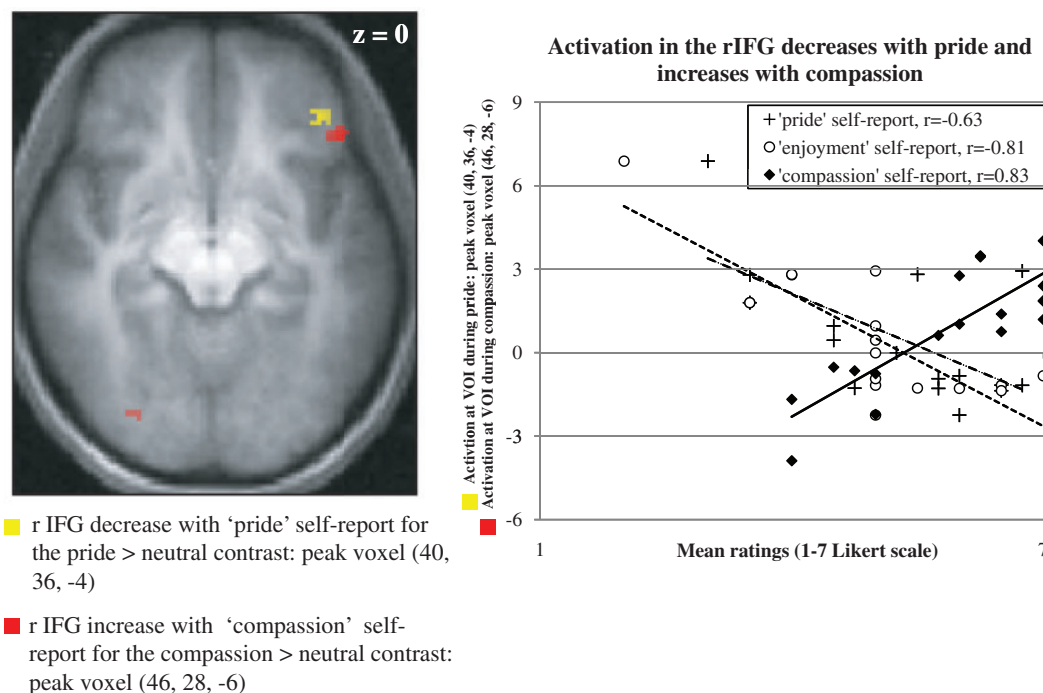 z = 0
r IFG decrease with ‘pride’ self-report for
the pride > neutral contrast: peak voxel (40,
36, -4)
r IFG increase with ‘compassion’ self-
report for the compassion > neutral contrast:
peak voxel (46, 28, -6)
Activation in the rIFG decreases with pride and
increases with compassion
Activtion at VOI during pride: peak voxel (40, 36, -4)
Activation at VOI during compassion: peak voxel (46, 28, -6)
9
6
3
0
-3
-6
'pride' self-report, r=-0.63
'enjoyment' self-report, r=-0.81
'compassion' self-report, r=0.83
1
Mean ratings (1-7 Likert scale)
7